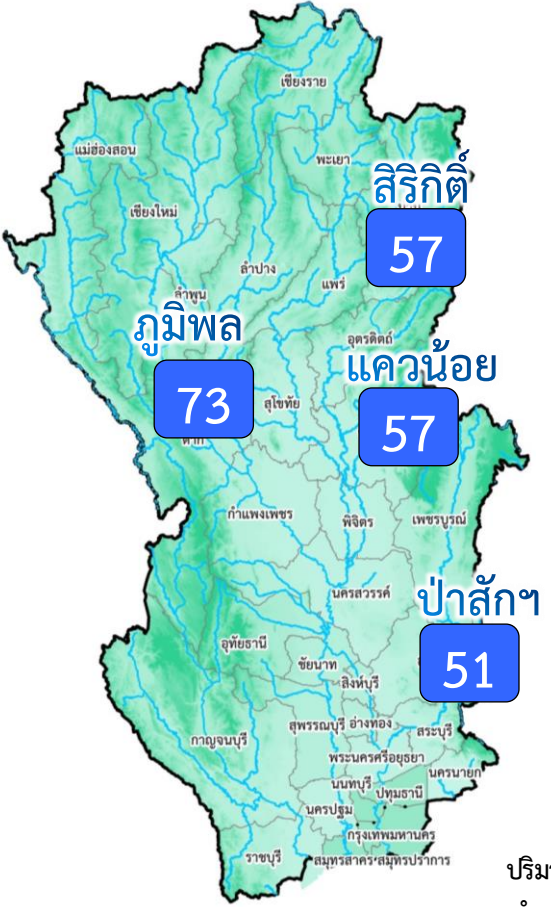 เชียงราย
แม่ฮ่องสอน
พะเยา
สิริกิติ์
เชียงใหม่
57
ลำปาง
แพร่
ลำพูน
ภูมิพล
อุตรดิตถ์
แควน้อย
73
สุโขทัย
57
ตาก
กำแพงเพชร
พิจิตร
เพชรบูรณ์
นครสวรรค์
ป่าสักฯ
อุทัยธานี
51
ชัยนาท
สิงห์บุรี
สุพรรณบุรี อ่างทอง
สระบุรี
กาญจนบุรี
พระนครศรีอยุธยา
นครนายก
นนทบุรี
ปทุมธานี
นครปฐม
กรุงเทพมหานคร
ราชบุรี
สมุทรสาคร สมุทรปราการ